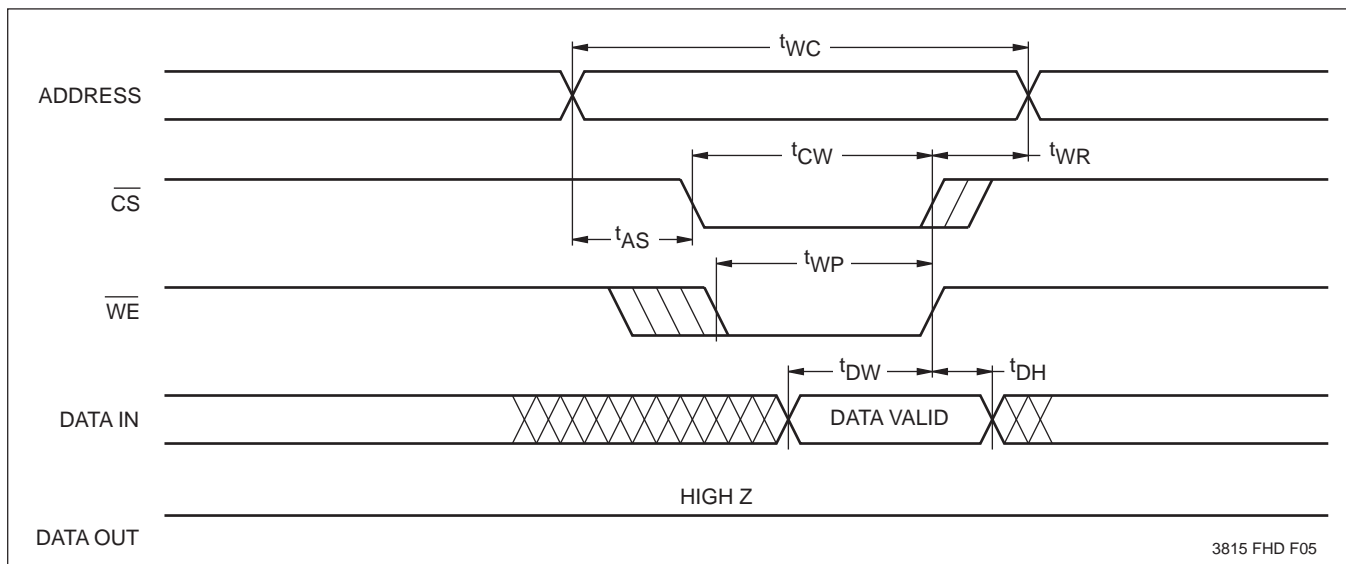 tWC
ADDRESS
tCW
tWR
CS
tAS
tWP
WE
tDW
tDH
DATA IN
DATA VALID
HIGH Z
DATA OUT
3815 FHD F05